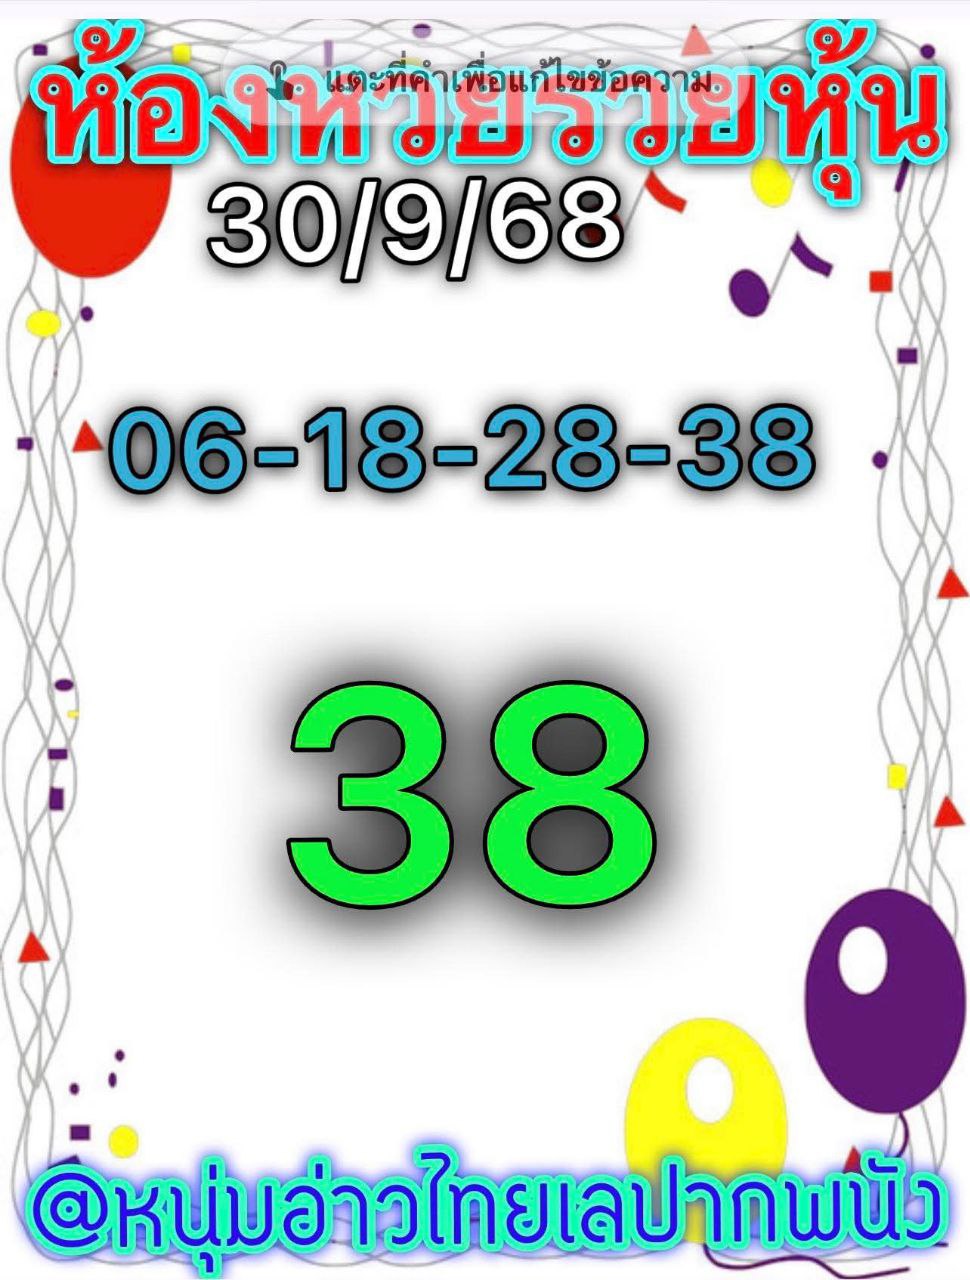 แตะที่คำเพื่อแก้ไขข้อความ
ห้องหวยรวยหุ้น
30/9/68
06-18-28-38
38
@หนุ่มอ่าวไทยเลปากพนัง